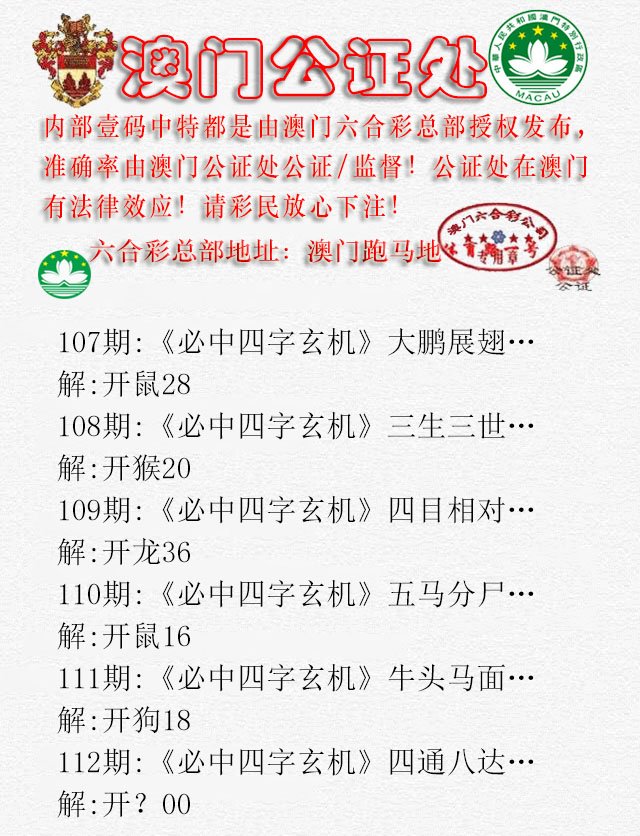 澳门公证处
中華人民共和國澳門特別行政區
MACAU
内部壹码中特都是由澳门六合彩总部授权发布，
准确率由澳门公证处公证/监督！公证处在澳门
有法律效应！请彩民放心下注！
六合彩总部地址：澳门跑马地
澳门六合彩公司
专用章
公证处
公证
107期:《必中四字玄机》大鹏展翅…
解:开鼠28
108期:《必中四字玄机》三生三世…
解:开猴20
109期:《必中四字玄机》四目相对…
解:开龙36
110期:《必中四字玄机》五马分尸…
解:开鼠16
111期:《必中四字玄机》牛头马面…
解:开狗18
112期:《必中四字玄机》四通八达…
解:开？00